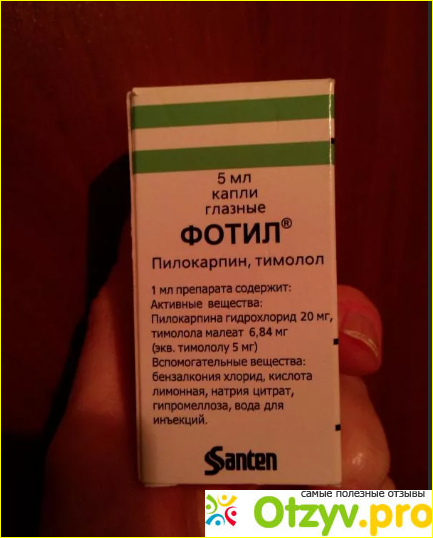 5 мл
капли
глазные
ФОТИЛ®
Пилокарпин, тимолол
1 мл препарата содержит:
Активные вещества:
Пилокарпина гидрохлорид 20 мг,
тимолола малеат 6,84 мг
(экв. тимололу 5 мг)
Вспомогательные вещества:
бензалкония хлорид, кислота
лимонная, натрия цитрат,
гипромеллоза, вода для
инъекций.
Santen
самые полезные отзывы
Otzyv.pro